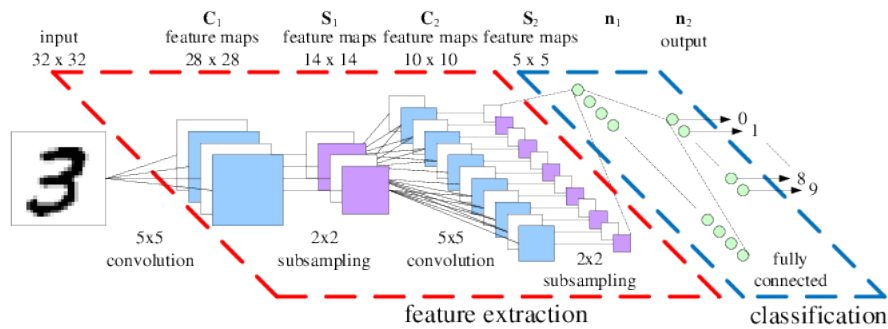 input
32 x 32
C1
feature maps
28 x 28
S1
feature maps
14 x 14
C2
feature maps
10 x 10
S2
feature maps
5 x 5
n1
n2
output
3
0
1
8
9
5x5
convolution
2x2
subsampling
5x5
convolution
2x2
subsampling
fully
connected
feature extraction
classification